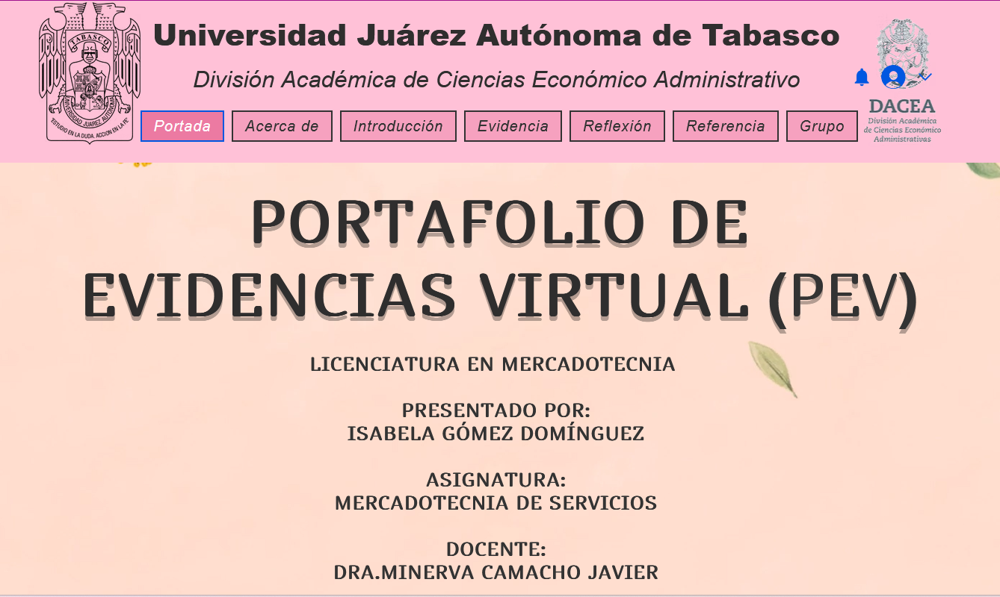 Universidad Juárez Autónoma de Tabasco
División Académica de Ciencias Económico Administrativo
TABASCO
UNIVERSIDAD JUÁREZ AUTÓNOMA
"ESTUDIO EN LA DUDA. ACCION EN LA FE"
DACEA
División Académica
de Ciencias Económico
Administrativas
Portada
Acerca de
Introducción
Evidencia
Reflexión
Referencia
Grupo
PORTAFOLIO DE
EVIDENCIAS VIRTUAL (PEV)
LICENCIATURA EN MERCADOTECNIA
PRESENTADO POR:
ISABELA GÓMEZ DOMÍNGUEZ
ASIGNATURA:
MERCADOTECNIA DE SERVICIOS
DOCENTE:
DRA.MINERVA CAMACHO JAVIER